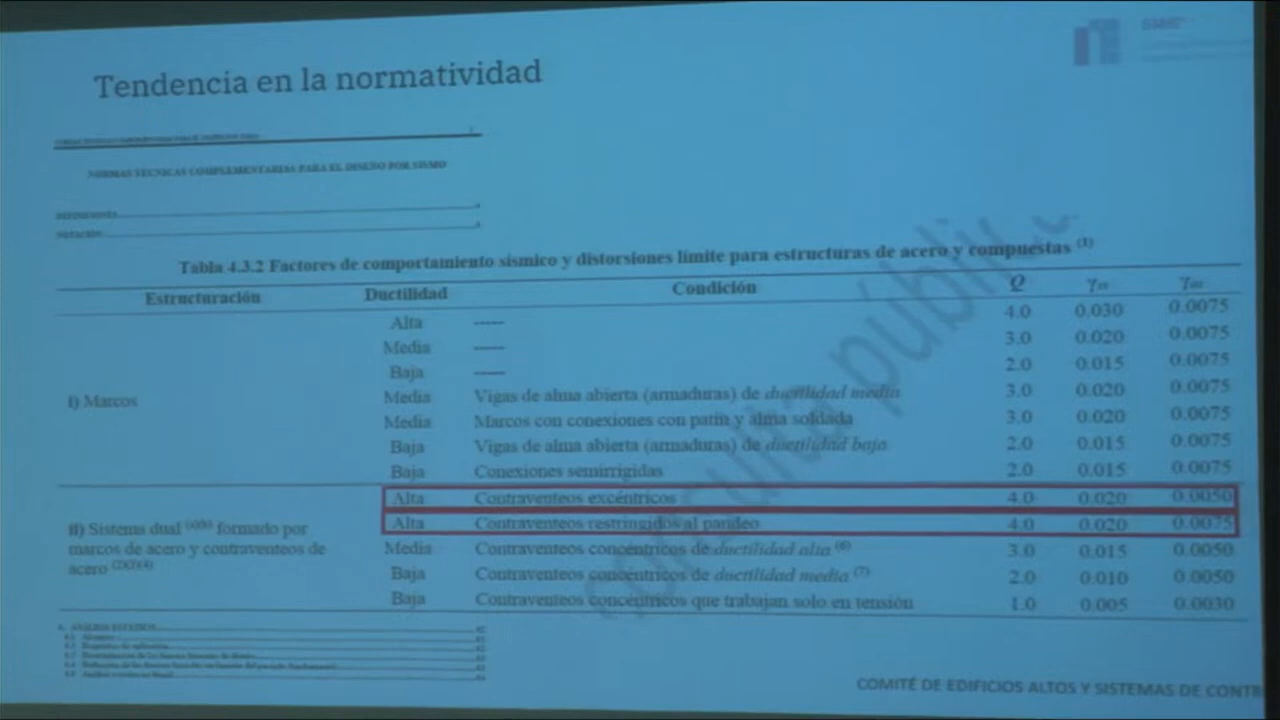 Tendencia en la normatividad
NORMAS TÉCNICAS COMPLEMENTARIAS PARA EL DISEÑO POR SISMO
Tabla 4.3.2 Factores de comportamiento sísmico y distorsiones límite para estructuras de acero y compuestas (1)
Estructuración Ductilidad Condición Q
Alta ----- 4.0 0.030 0.0075
Media ----- 3.0 0.020 0.0075
Baja ----- 2.0 0.015 0.0075
i) Marcos
Media Vigas de alma abierta (armaduras) de ductilidad media 3.0 0.020 0.0075
Media Marcos con conexiones con patín y alma soldada 3.0 0.020 0.0075
Baja Vigas de alma abierta (armaduras) de ductilidad baja 2.0 0.015 0.0075
Baja Conexiones semirrígidas 2.0 0.015 0.0075
Alta Contraventeos excéntricos 4.0 0.020 0.0050
Alta Contraventeos restringidos al pandeo 4.0 0.020 0.0075
ii) Sistema dual formado por
marcos de acero y contraventeos de
acero
Media Contraventeos concéntricos de ductilidad alta (6) 3.0 0.015 0.0050
Baja Contraventeos concéntricos de ductilidad media (7) 2.0 0.010 0.0050
Baja Contraventeos concéntricos que trabajan solo en tensión 1.0 0.005 0.0030
COMITÉ DE EDIFICIOS ALTOS Y SISTEMAS DE CONTR